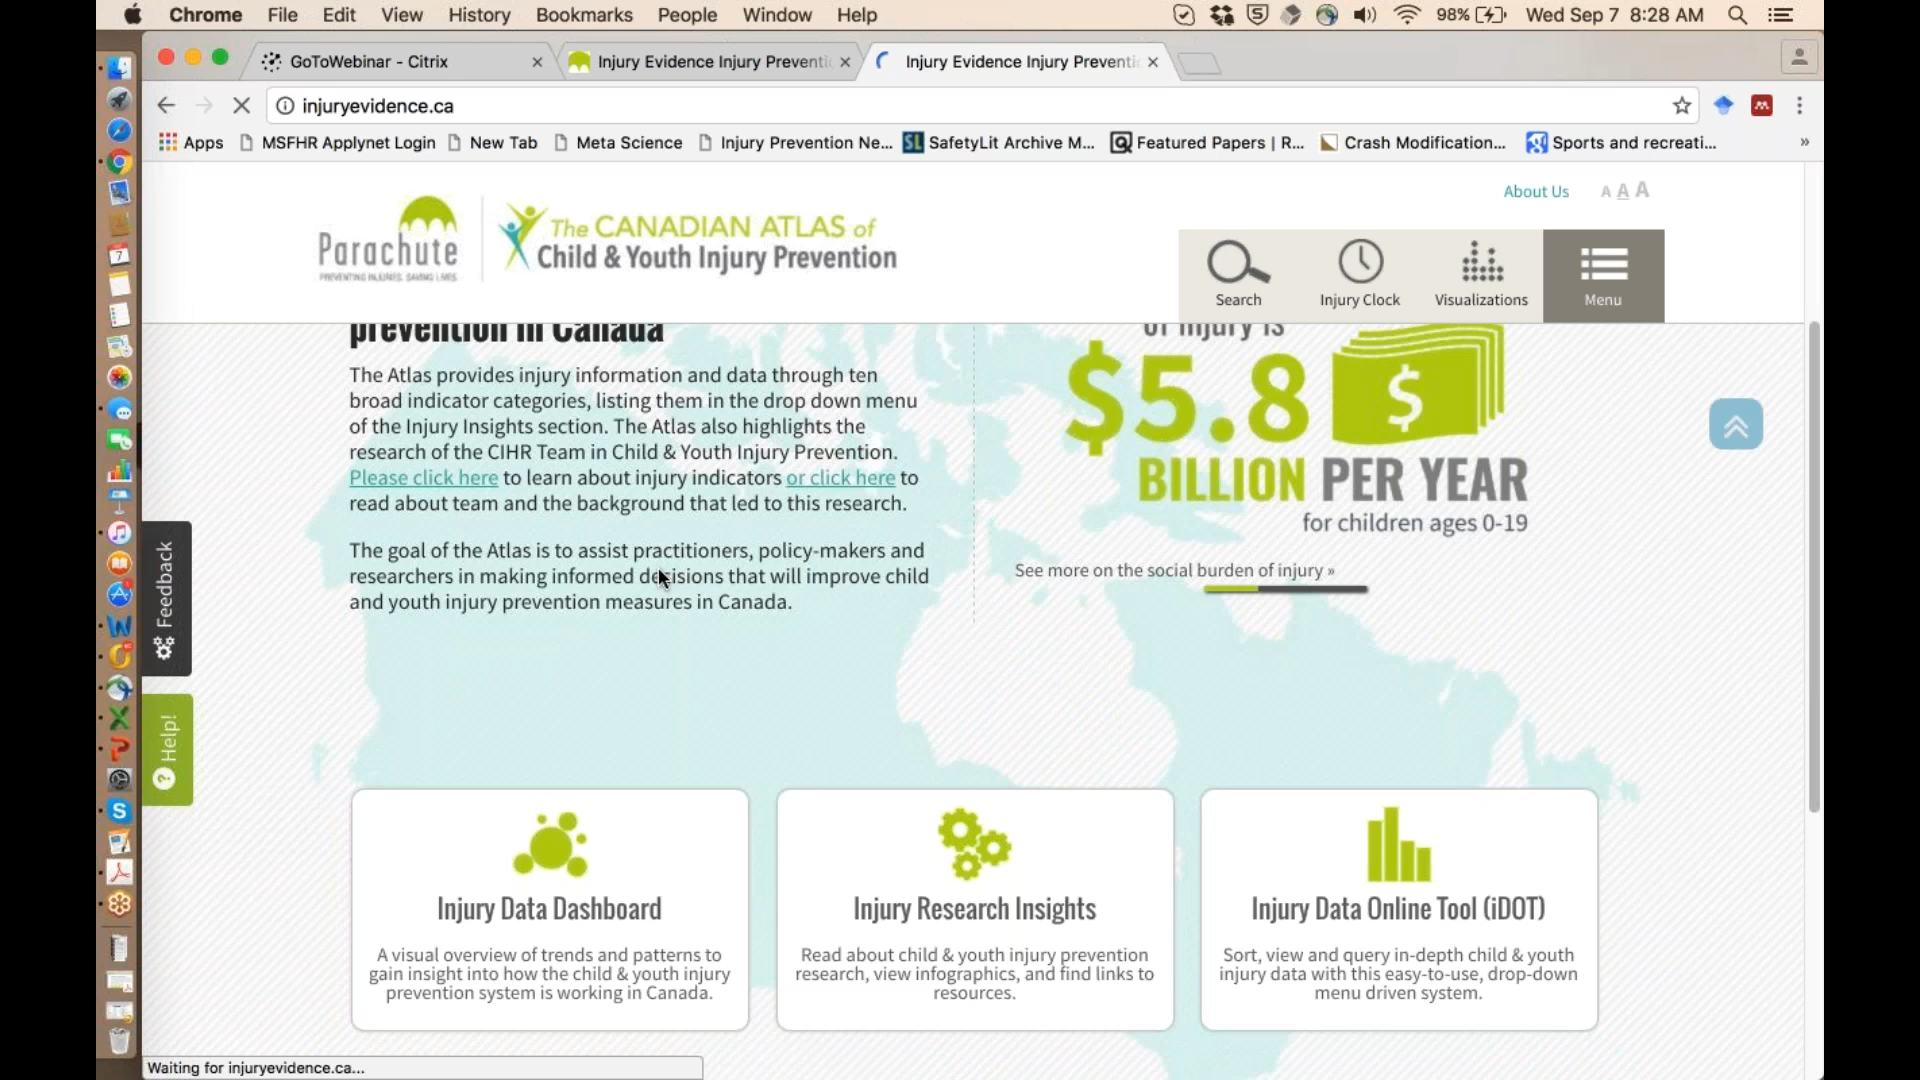 Chrome File Edit View History Bookmarks People Window Help 98% Wed Sep 7 8:28 AM
GoToWebinar - Citrix Injury Evidence Injury Preventi Injury Evidence Injury Preventi
injuryevidence.ca
Apps MSFHR Applynet Login New Tab Meta Science Injury Prevention Ne... SafetyLit Archive M... Featured Papers | R... Crash Modification... Sports and recreati... »
About Us A A A
Parachute
PREVENTING INJURIES. SAVING LIVES.
The CANADIAN ATLAS of
Child & Youth Injury Prevention
Search Injury Clock Visualizations Menu
prevention in Canada
The Atlas provides injury information and data through ten
broad indicator categories, listing them in the drop down menu
of the Injury Insights section. The Atlas also highlights the
research of the CIHR Team in Child & Youth Injury Prevention.
Please click here to learn about injury indicators or click here to
read about team and the background that led to this research.
The goal of the Atlas is to assist practitioners, policy-makers and
researchers in making informed decisions that will improve child
and youth injury prevention measures in Canada.
of injury is
$5.8 $
BILLION PER YEAR
for children ages 0-19
See more on the social burden of injury »
Feedback
Help!
Injury Data Dashboard
A visual overview of trends and patterns to
gain insight into how the child & youth injury
prevention system is working in Canada.
Injury Research Insights
Read about child & youth injury prevention
research, view infographics, and find links to
resources.
Injury Data Online Tool (iDOT)
Sort, view and query in-depth child & youth
injury data with this easy-to-use, drop-down
menu driven system.
Waiting for injuryevidence.ca...